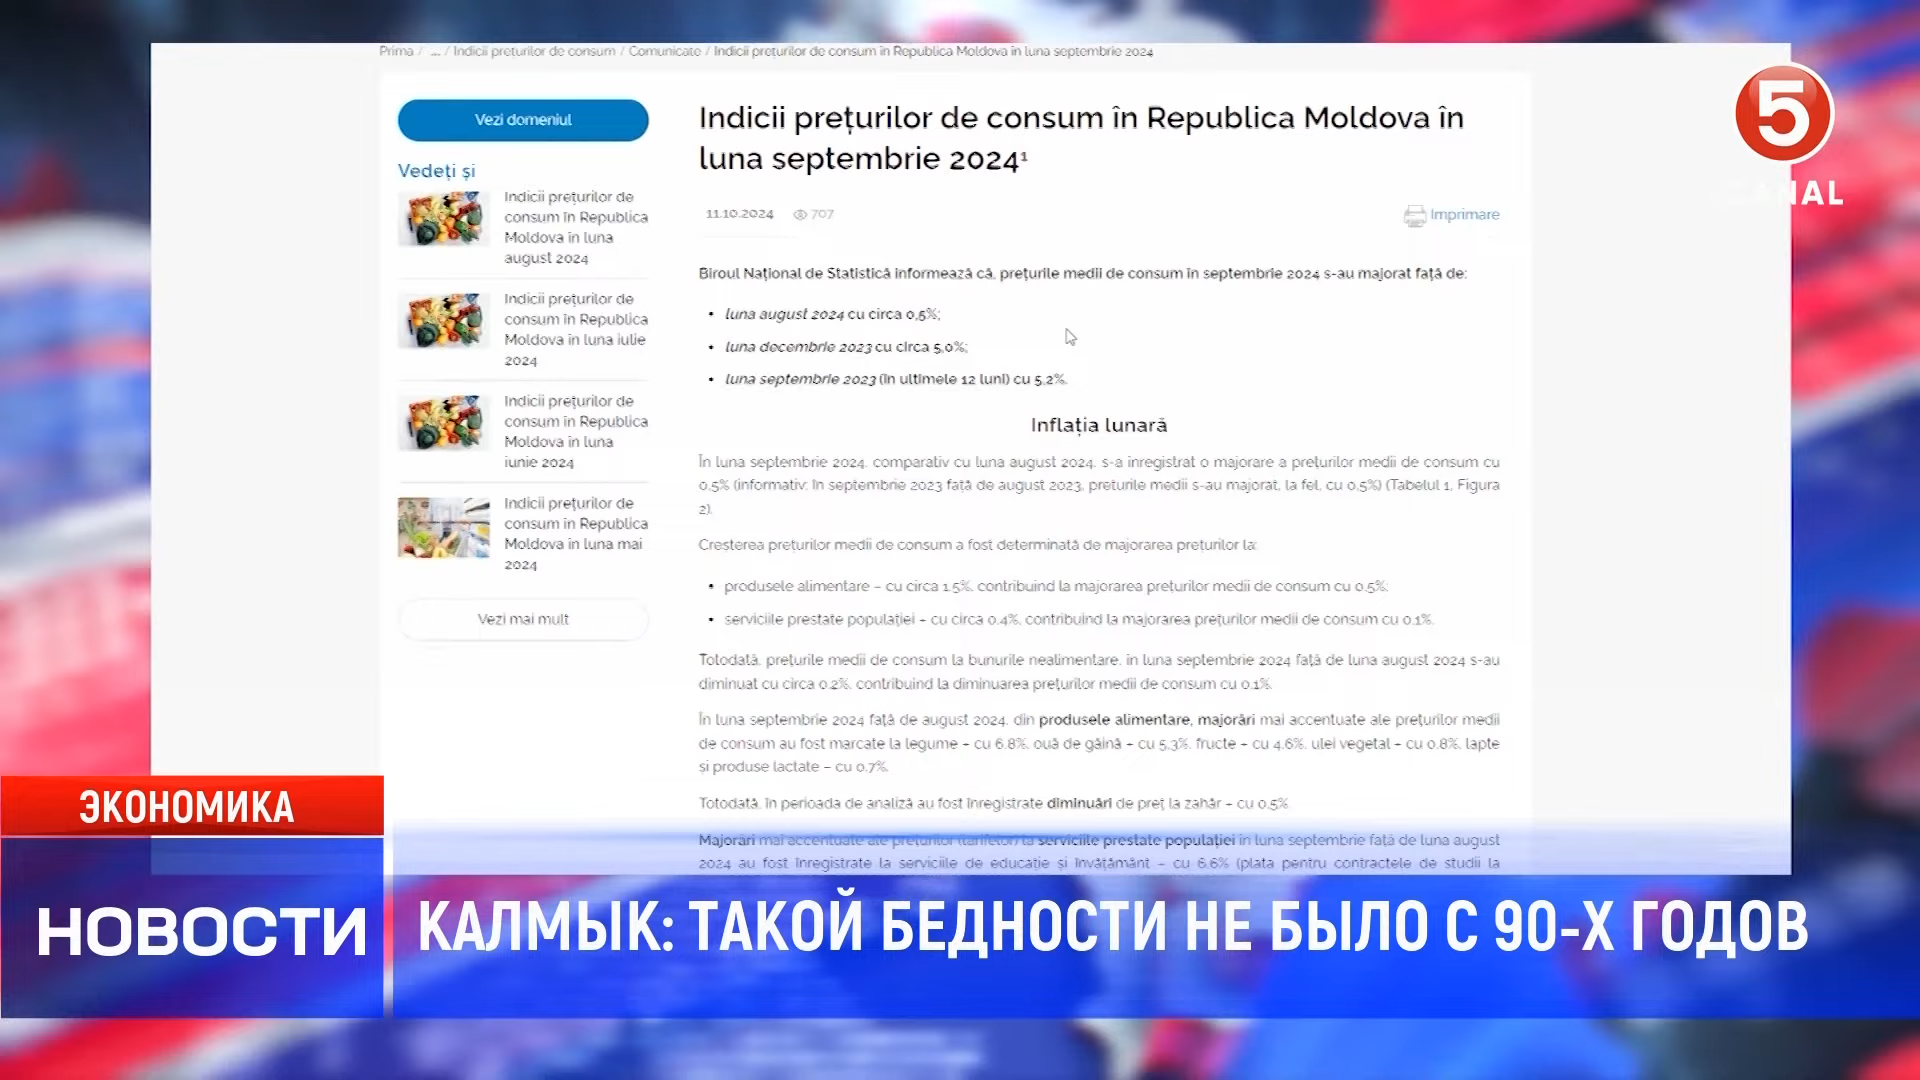 Prima / ... / Indicii prețurilor de consum / Comunicate / Indicii prețurilor de consum în Republica Moldova în luna septembrie 2024
Vezi domeniul
Vedeți și
Indicii prețurilor de
consum în Republica
Moldova în luna
august 2024
Indicii prețurilor de
consum în Republica
Moldova în luna iulie
2024
Indicii prețurilor de
consum în Republica
Moldova în luna
iunie 2024
Indicii prețurilor de
consum în Republica
Moldova în luna mai
2024
Vezi mai mult
Indicii prețurilor de consum în Republica Moldova în
luna septembrie 2024¹
11.10.2024 707
Imprimare
Biroul Național de Statistică informează că, prețurile medii de consum în septembrie 2024 s-au majorat față de:
• luna august 2024 cu circa 0,5%;
• luna decembrie 2023 cu circa 5,0%;
• luna septembrie 2023 (în ultimele 12 luni) cu 5,2%.
Inflația lunară
În luna septembrie 2024, comparativ cu luna august 2024, s-a înregistrat o majorare a prețurilor medii de consum cu
0,5% (informativ: în septembrie 2023 față de august 2023, prețurile medii s-au majorat, la fel, cu 0,5%) (Tabelul 1, Figura
2).
Creșterea prețurilor medii de consum a fost determinată de majorarea prețurilor la:
• produsele alimentare – cu circa 1,5%, contribuind la majorarea prețurilor medii de consum cu 0,5%;
• serviciile prestate populației – cu circa 0,4%, contribuind la majorarea prețurilor medii de consum cu 0,1%.
Totodată, prețurile medii de consum la bunurile nealimentare, în luna septembrie 2024 față de luna august 2024 s-au
diminuat cu circa 0,2%, contribuind la diminuarea prețurilor medii de consum cu 0,1%.
În luna septembrie 2024 față de august 2024, din produsele alimentare, majorări mai accentuate ale prețurilor medii
de consum au fost marcate la legume – cu 6,8%, ouă de găină – cu 5,3%, fructe – cu 4,6%, ulei vegetal – cu 0,8%, lapte
și produse lactate – cu 0,7%.
Totodată, în perioada de analiză au fost înregistrate diminuări de preț la zahăr – cu 0,5%.
Majorări mai accentuate ale prețurilor (tarifelor) la serviciile prestate populației în luna septembrie față de luna august
2024 au fost înregistrate la serviciile de educație și învățământ – cu 6,6% (plata pentru contractele de studii la
5
NAL
ЭКОНОМИКА
НОВОСТИ
КАЛМЫК: ТАКОЙ БЕДНОСТИ НЕ БЫЛО С 90-Х ГОДОВ